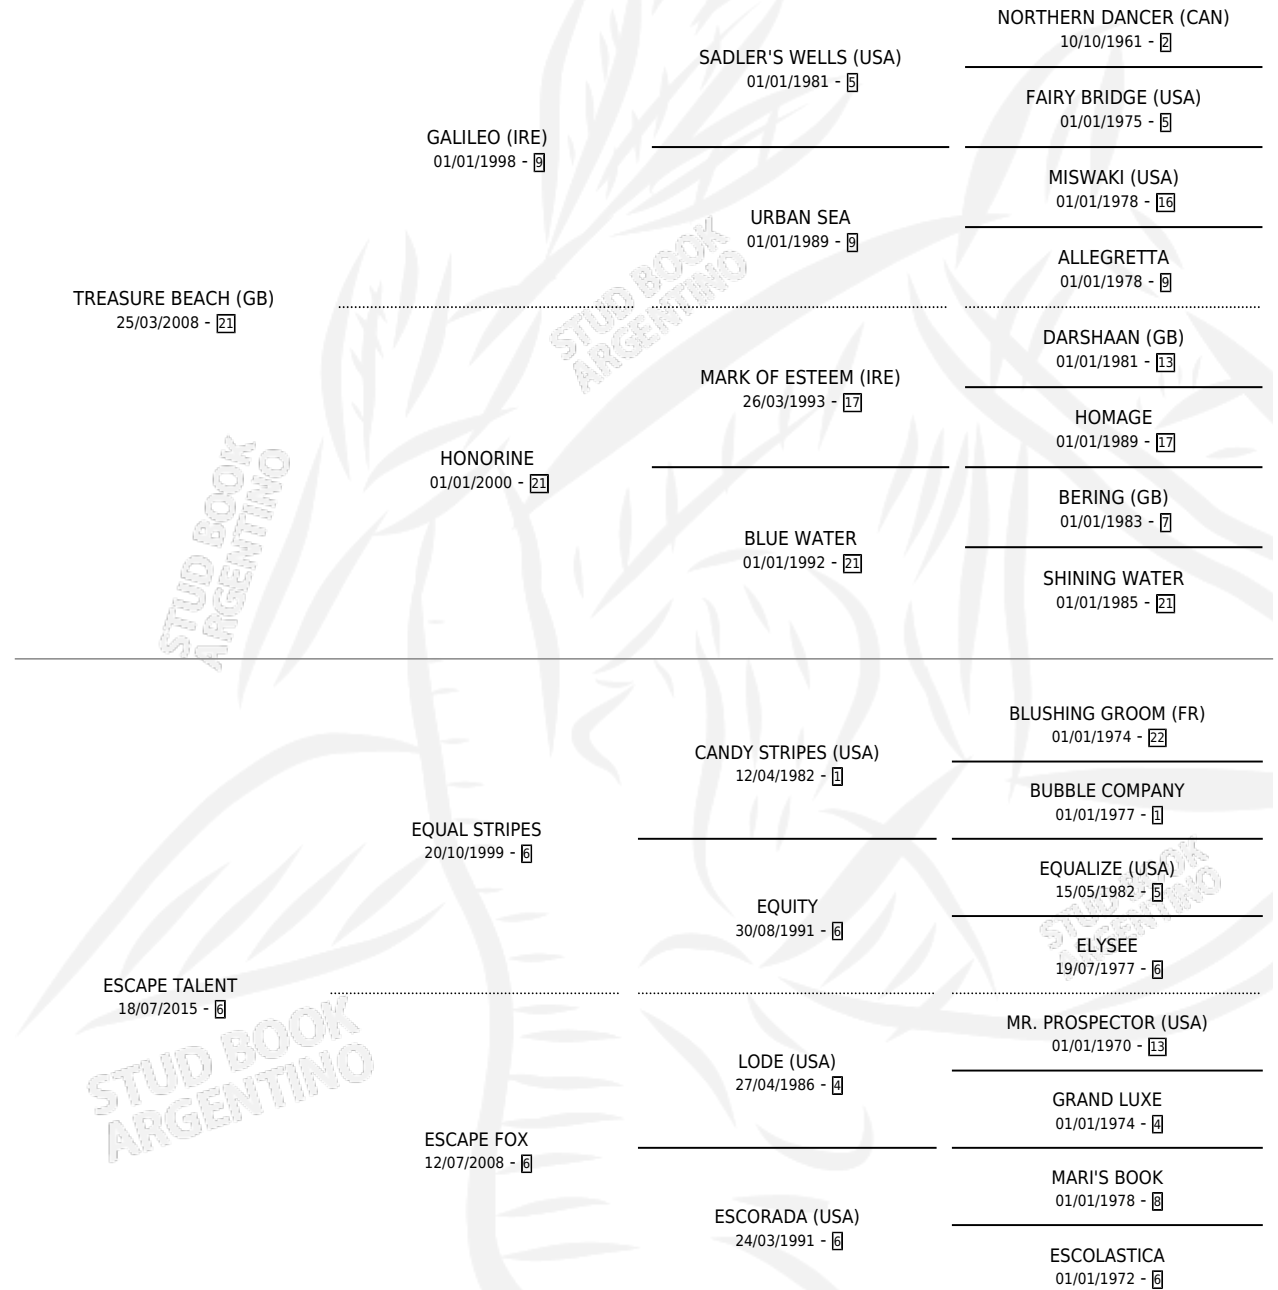 NORTHERN DANCER (CAN)
10/10/1961 - 2
SADLER'S WELLS (USA)
01/01/1981 - 5
FAIRY BRIDGE (USA)
01/01/1975 - 5
GALILEO (IRE)
01/01/1998 - 9
MISWAKI (USA)
01/01/1978 - 16
URBAN SEA
01/01/1989 - 9
ALLEGRETTA
01/01/1978 - 9
TREASURE BEACH (GB)
25/03/2008 - 21
STUD BOOK
ARGENTINO
DARSHAAN (GB)
01/01/1981 - 13
MARK OF ESTEEM (IRE)
26/03/1993 - 17
HOMAGE
01/01/1989 - 17
HONORINE
01/01/2000 - 21
BERING (GB)
01/01/1983 - 7
BLUE WATER
01/01/1992 - 21
SHINING WATER
01/01/1985 - 21
STUD BOOK
ARGENTINO
BLUSHING GROOM (FR)
01/01/1974 - 22
CANDY STRIPES (USA)
12/04/1982 - 1
BUBBLE COMPANY
01/01/1977 - 1
EQUAL STRIPES
20/10/1999 - 6
EQUALIZE (USA)
15/05/1982 - 5
EQUITY
30/08/1991 - 6
STUD BOOK
ARGENTINO
ELYSEE
19/07/1977 - 6
ESCAPE TALENT
18/07/2015 - 6
MR. PROSPECTOR (USA)
01/01/1970 - 13
LODE (USA)
27/04/1986 - 4
STUD BOOK
ARGENTINO
GRAND LUXE
01/01/1974 - 4
ESCAPE FOX
12/07/2008 - 6
MARI'S BOOK
01/01/1978 - 8
ESCORADA (USA)
24/03/1991 - 6
ESCOLASTICA
01/01/1972 - 6